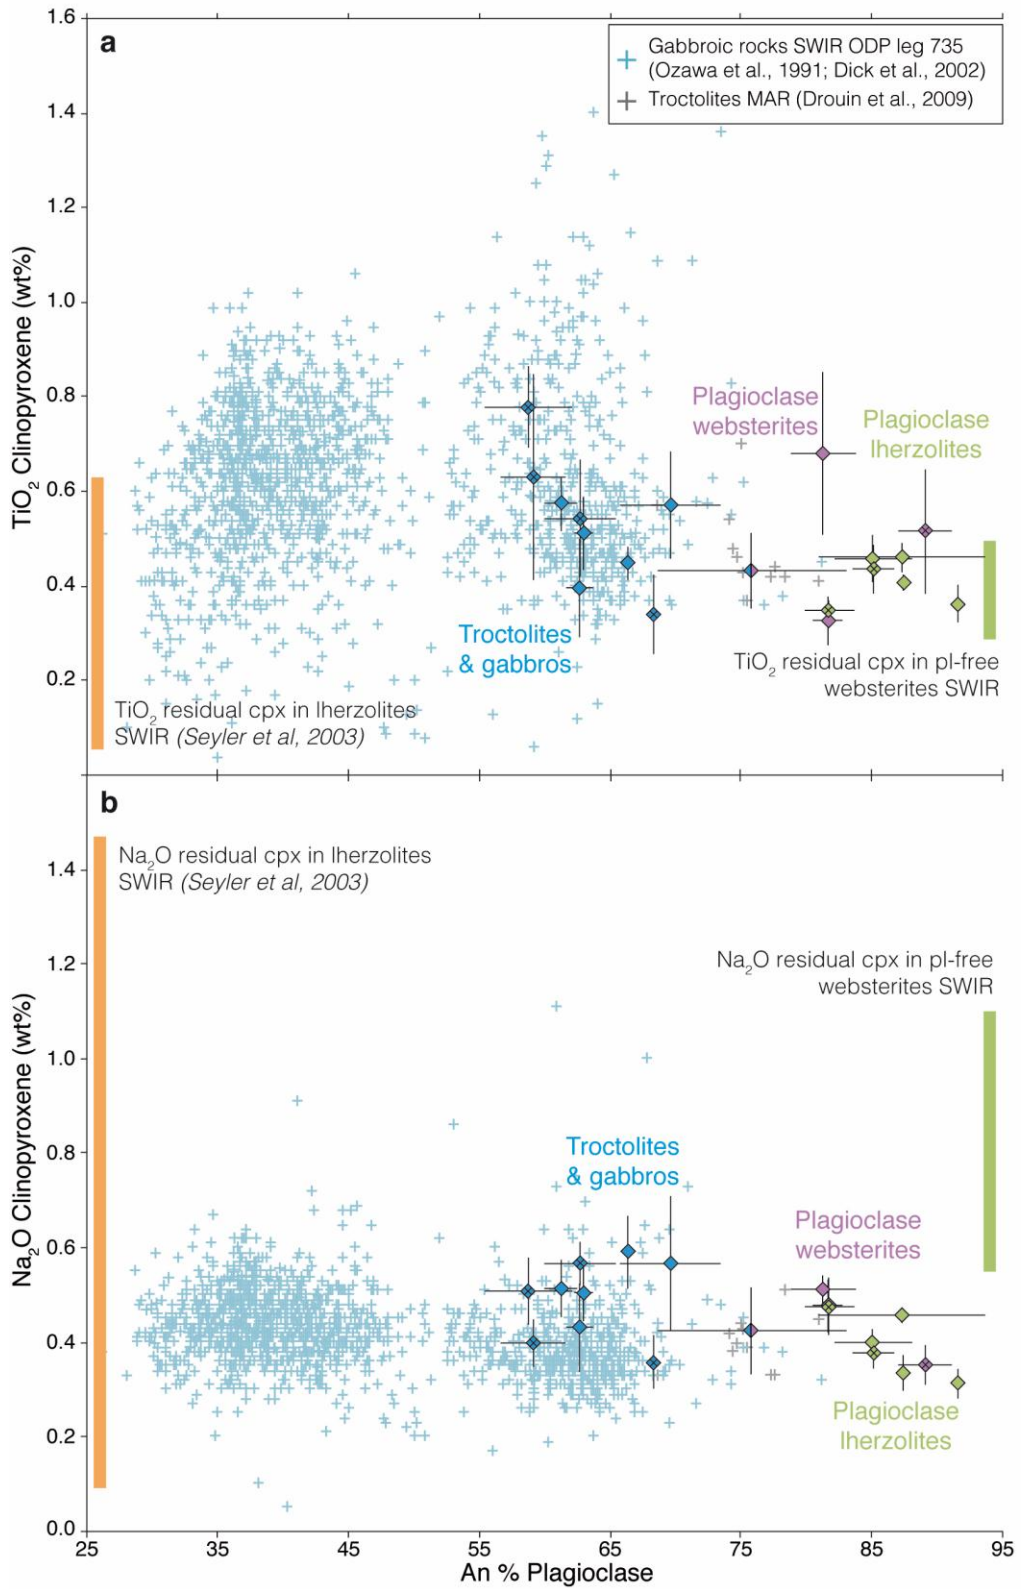 a
Gabbroic rocks SWIR ODP leg 735
(Ozawa et al., 1991; Dick et al., 2002)
Troctolites MAR (Drouin et al., 2009)
1.6
1.4
1.2
1.0
0.8
0.6
0.4
0.2
TiO2 Clinopyroxene (wt%)
Plagioclase
websterites
Plagioclase
lherzolites
Troctolites
& gabbros
TiO2 residual cpx in pl-free
websterites SWIR
TiO2 residual cpx in lherzolites
SWIR (Seyler et al, 2003)
b
Na2O residual cpx in lherzolites
SWIR (Seyler et al, 2003)
Na2O residual cpx in pl-free
websterites SWIR
1.4
1.2
1.0
0.8
0.6
0.4
0.2
0.0
Na2O Clinopyroxene (wt%)
Troctolites
& gabbros
Plagioclase
websterites
Plagioclase
lherzolites
25 35 45 55 65 75 85 95
An % Plagioclase